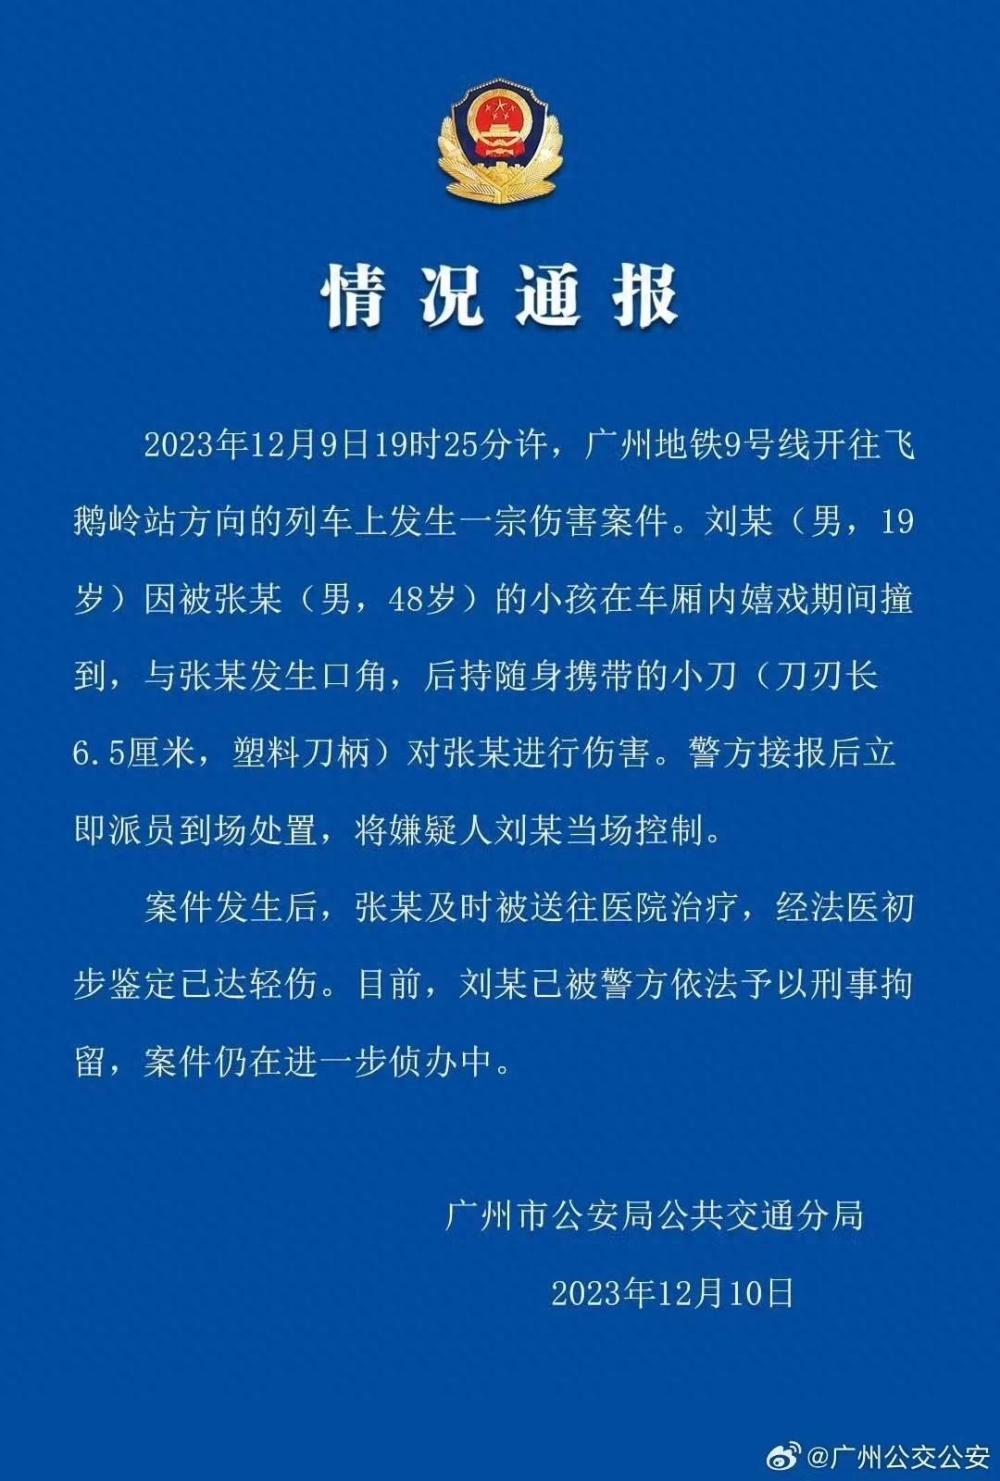 情况通报
2023年12月9日19时25分许，广州地铁9号线开往飞
鹅岭站方向的列车上发生一宗伤害案件。刘某（男，19
岁）因被张某（男，48岁）的小孩在车厢内嬉戏期间撞
到，与张某发生口角，后持随身携带的小刀（刀刃长
6.5厘米，塑料刀柄）对张某进行伤害。警方接报后立
即派员到场处置，将嫌疑人刘某当场控制。
案件发生后，张某及时被送往医院治疗，经法医初
步鉴定已达轻伤。目前，刘某已被警方依法予以刑事拘
留，案件仍在进一步侦办中。
广州市公安局公共交通分局
2023年12月10日
@广州公交公安